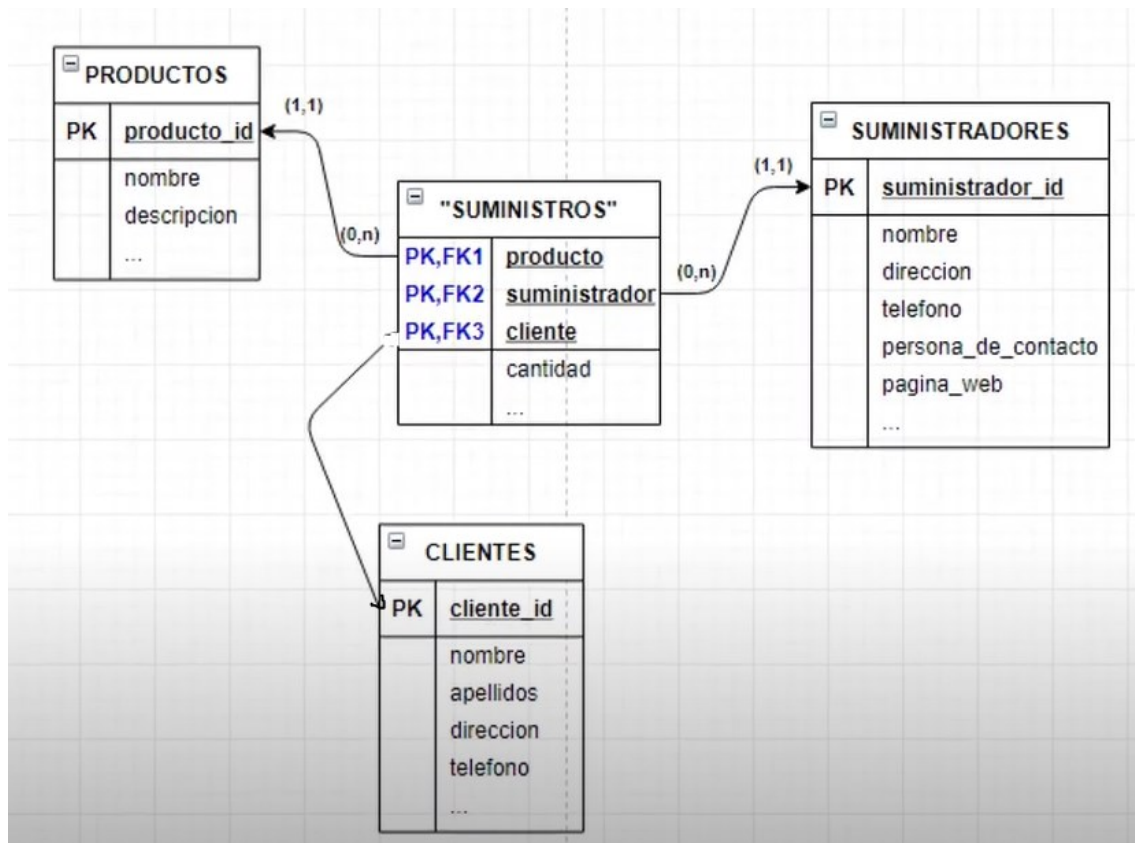 PRODUCTOS
PK producto_id
nombre
descripcion
...
(1,1)
(0,n)
"SUMINISTROS"
PK,FK1 producto
PK,FK2 suministrador
PK,FK3 cliente
cantidad
...
(0,n)
(1,1)
SUMINISTRADORES
PK suministrador_id
nombre
direccion
telefono
persona_de_contacto
pagina_web
...
CLIENTES
PK cliente_id
nombre
apellidos
direccion
telefono
...